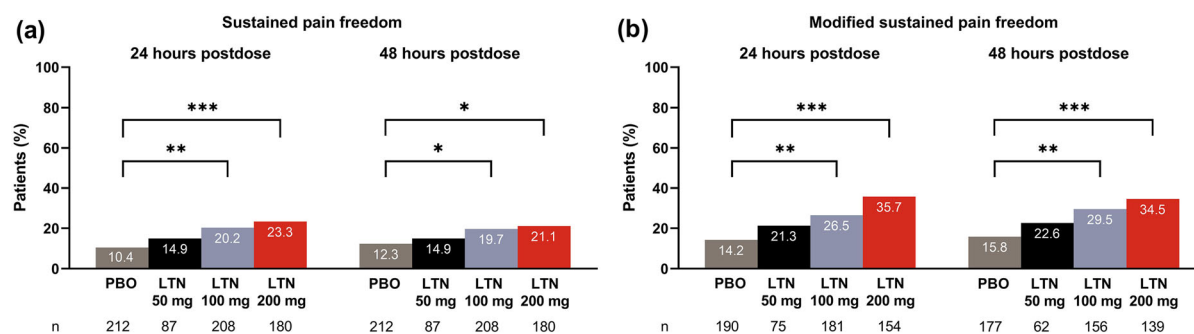 (a)
Sustained pain freedom
24 hours postdose
48 hours postdose
Patients (%)
100
80
60
40
20
0
***
**
*
*
10.4
14.9
20.2
23.3
12.3
14.9
19.7
21.1
PBO LTN LTN LTN PBO LTN LTN LTN
50 mg 100 mg 200 mg 50 mg 100 mg 200 mg
n 212 87 208 180 212 87 208 180
(b)
Modified sustained pain freedom
24 hours postdose
48 hours postdose
Patients (%)
100
80
60
40
20
0
***
**
***
**
14.2
21.3
26.5
35.7
15.8
22.6
29.5
34.5
PBO LTN LTN LTN PBO LTN LTN LTN
50 mg 100 mg 200 mg 50 mg 100 mg 200 mg
n 190 75 181 154 177 62 156 139